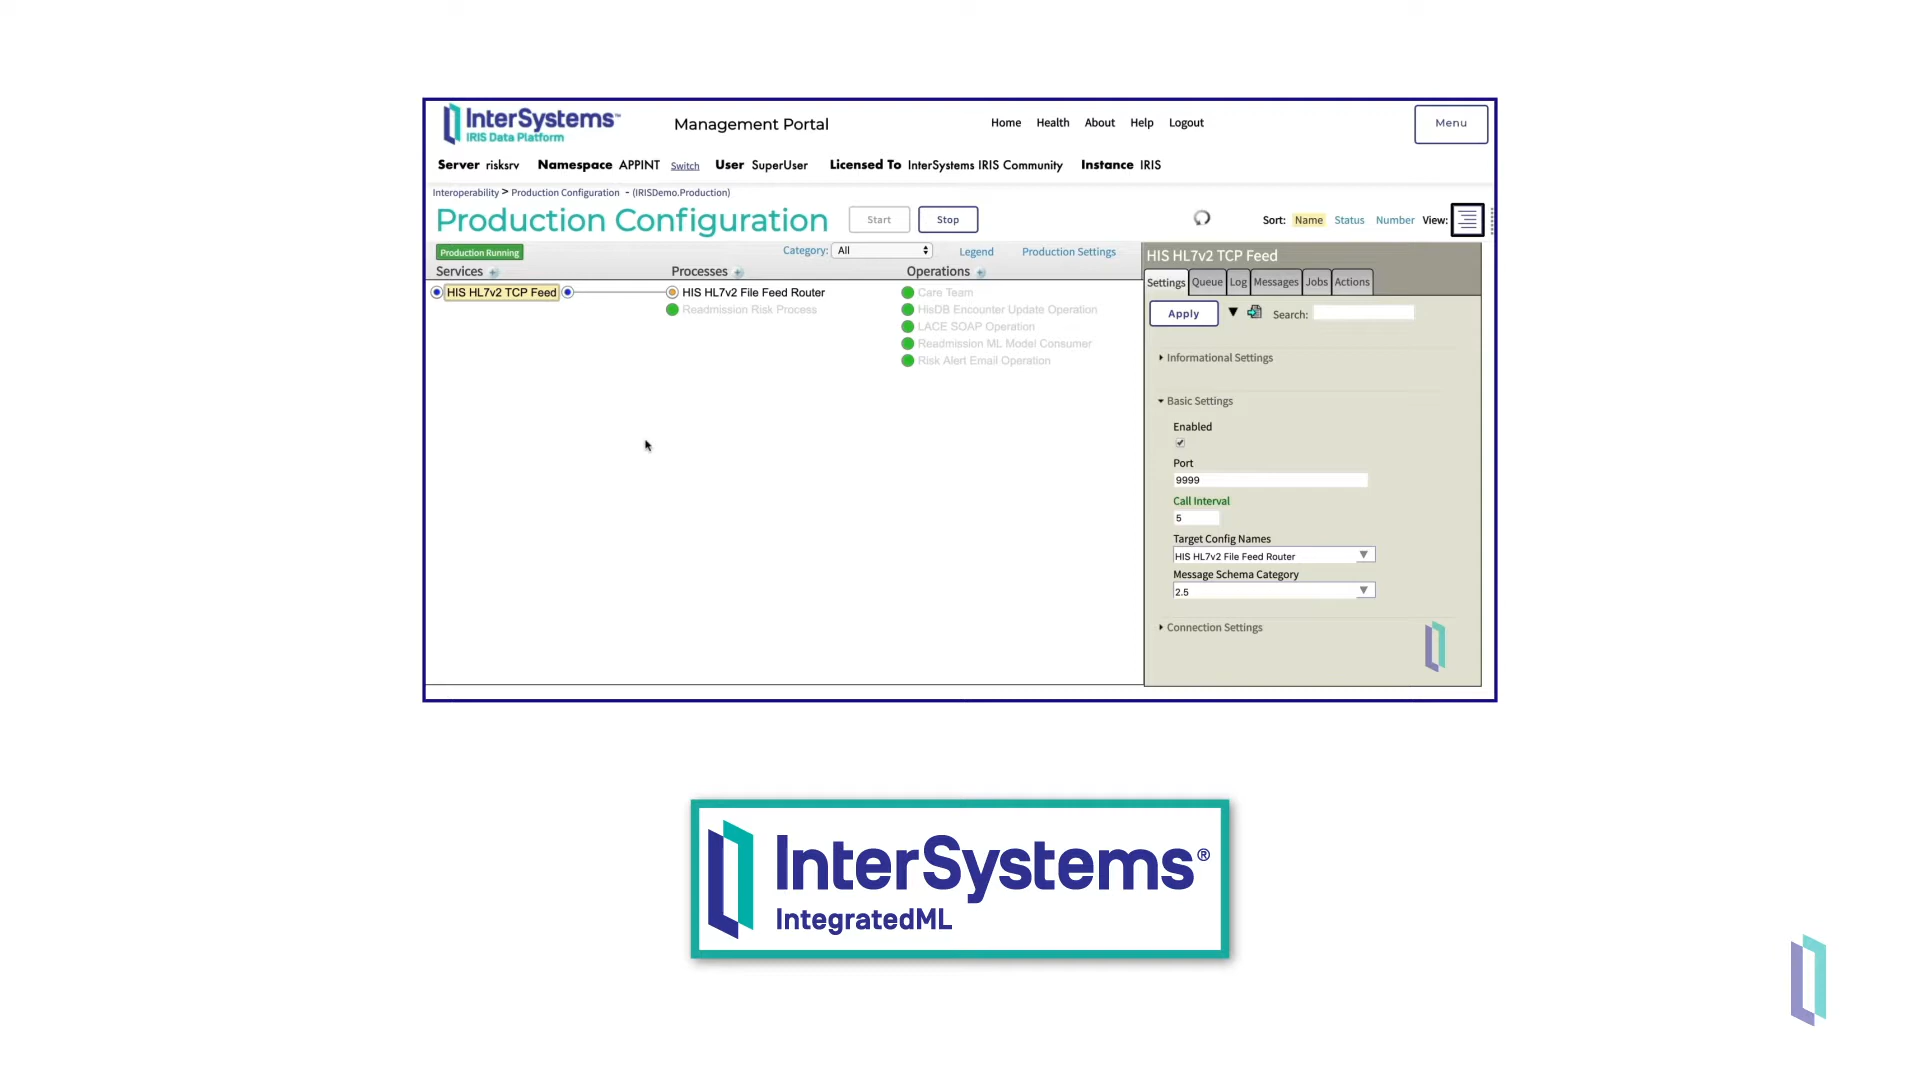 InterSystems™
IRIS Data Platform
Management Portal
Home Health About Help Logout
Menu
Server risksrv Namespace APPINT Switch User SuperUser Licensed To InterSystems IRIS Community Instance IRIS
Interoperability > Production Configuration - (IRISDemo.Production)
Production Configuration
Start
Stop
Sort: Name Status Number View:
Production Running
Category: All
Legend
Production Settings
Services
Processes
Operations
HIS HL7v2 TCP Feed
HIS HL7v2 File Feed Router
Readmission Risk Process
Care Team
HisDB Encounter Update Operation
LACE SOAP Operation
Readmission ML Model Consumer
Risk Alert Email Operation
HIS HL7v2 TCP Feed
Settings Queue Log Messages Jobs Actions
Apply
Search:
Informational Settings
Basic Settings
Enabled
Port
9999
Call Interval
5
Target Config Names
HIS HL7v2 File Feed Router
Message Schema Category
2.5
Connection Settings
InterSystems®
IntegratedML